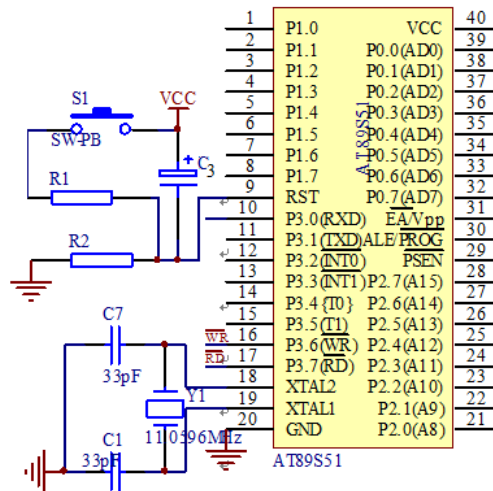 1 P1.0 VCC 40
2 P1.1 P0.0(AD0) 39
3 P1.2 P0.1(AD1) 38
4 P1.3 P0.2(AD2) 37
5 P1.4 P0.3(AD3) 36
6 P1.5 P0.4(AD4) 35
7 P1.6 P0.5(AD5) 34
8 P1.7 P0.6(AD6) 33
9 RST P0.7(AD7) 32
10 P3.0(RXD) EA/Vpp 31
11 P3.1(TXD) ALE/PROG 30
12 P3.2(INT0) PSEN 29
13 P3.3(INT1) P2.7(A15) 28
14 P3.4{T0} P2.6(A14) 27
15 P3.5(T1) P2.5(A13) 26
16 P3.6(WR) P2.4(A12) 25
17 P3.7(RD) P2.3(A11) 24
18 XTAL2 P2.2(A10) 23
19 XTAL1 P2.1(A9) 22
20 GND P2.0(A8) 21
AT89S51
AT89S51
S1
SW-PB
VCC
C3
R1
R2
WR
RD
C7
33pF
Y1
11.0596MHz
C1
33pF